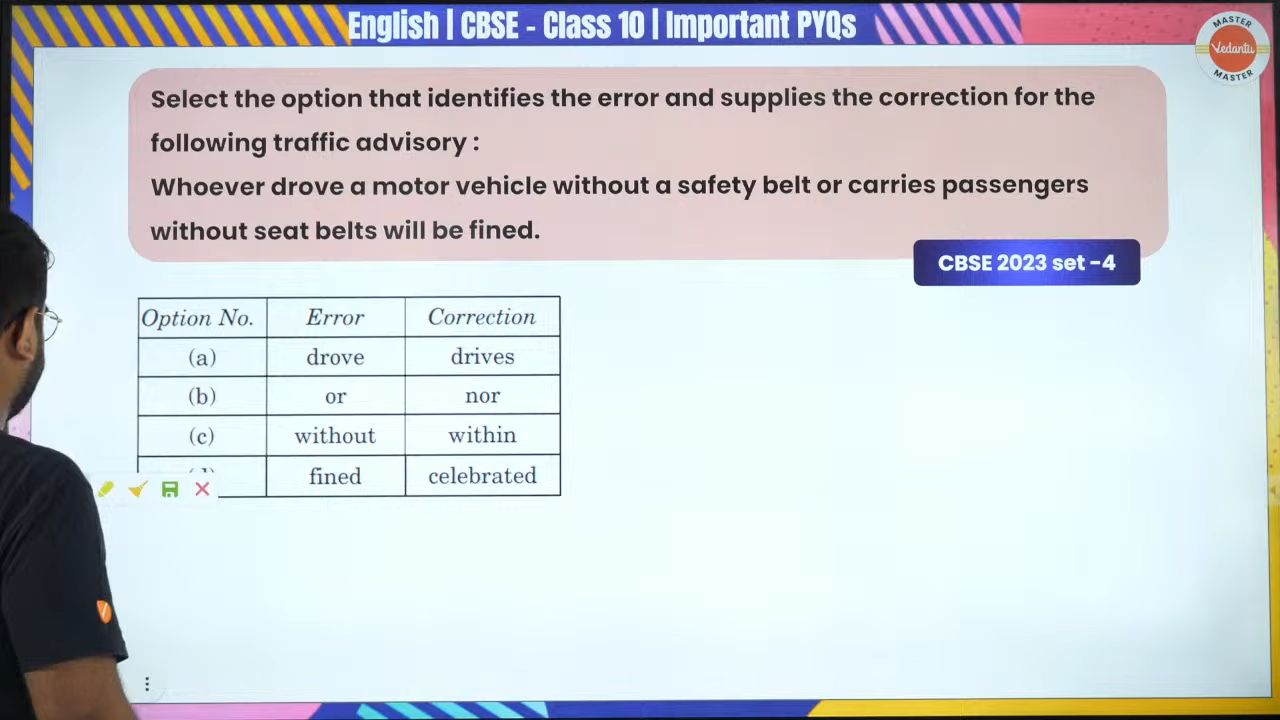 English | CBSE - Class 10 | Important PYQs
MASTER
Vedantu
MASTER
Select the option that identifies the error and supplies the correction for the
following traffic advisory :
Whoever drove a motor vehicle without a safety belt or carries passengers
without seat belts will be fined.
CBSE 2023 set -4
Option No. Error Correction
(a) drove drives
(b) or nor
(c) without within
fined celebrated